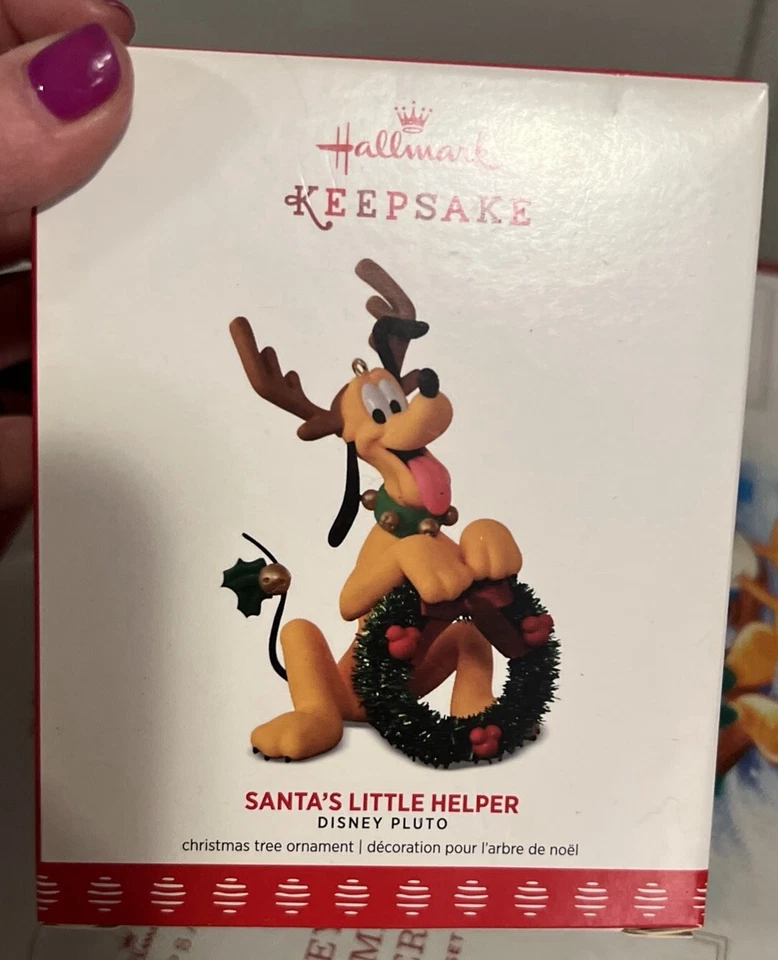 Hallmark
KEEPSAKE
SANTA'S LITTLE HELPER
DISNEY PLUTO
christmas tree ornament | décoration pour l'arbre de noël